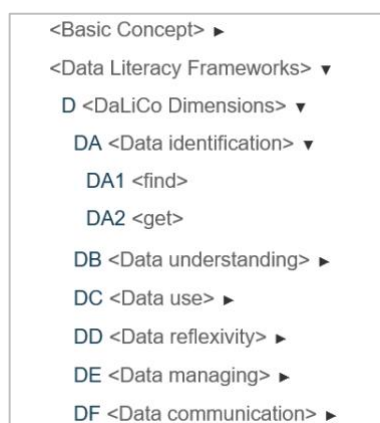 <Basic Concept> ►
<Data Literacy Frameworks> ▼
D <DaLiCo Dimensions> ▼
DA <Data identification> ▼
DA1 <find>
DA2 <get>
DB <Data understanding> ►
DC <Data use> ►
DD <Data reflexivity> ►
DE <Data managing> ►
DF <Data communication> ►